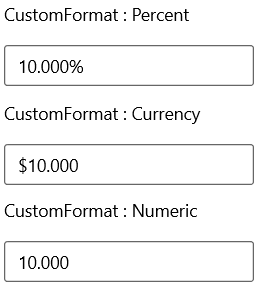 CustomFormat : Percent
10.000%
CustomFormat : Currency
$10.000
CustomFormat : Numeric
10.000